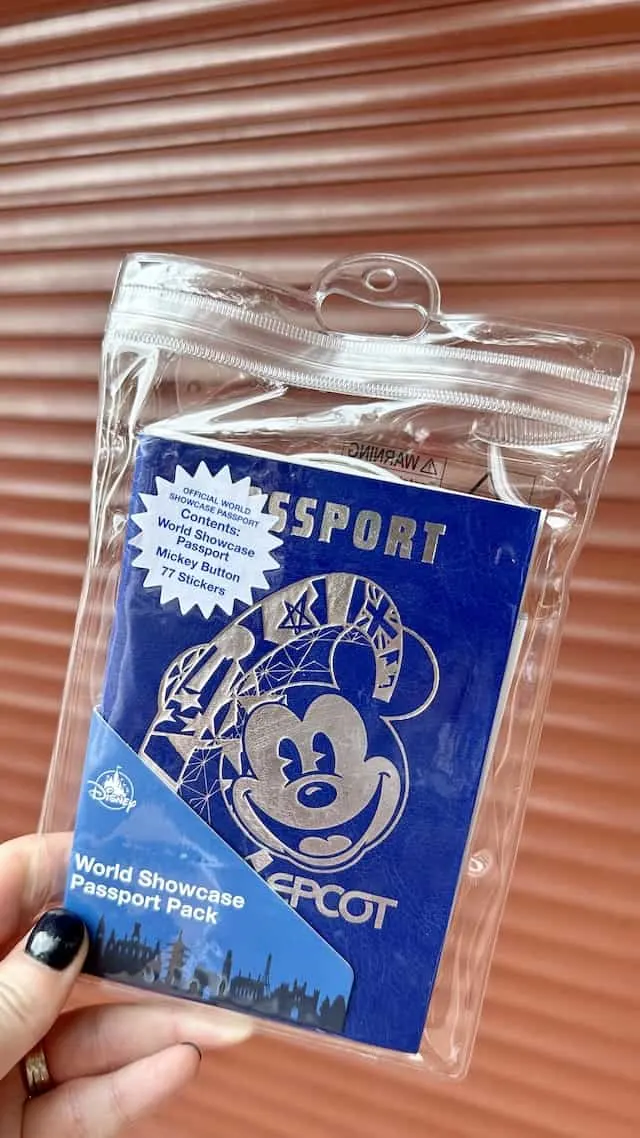 WARNING
OFFICIAL WORLD
SHOWCASE PASSPORT
Contents:
World Showcase
Passport
Mickey Button
77 Stickers
SSPORT
Disney
EPCOT
World Showcase
Passport Pack